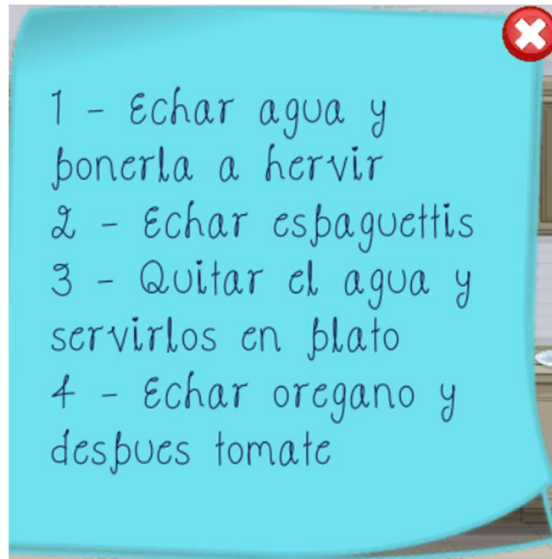 1 - Echar agua y
ponerla a hervir
2 - Echar espaguettis
3 - Quitar el agua y
servirlos en plato
4 - Echar oregano y
despues tomate